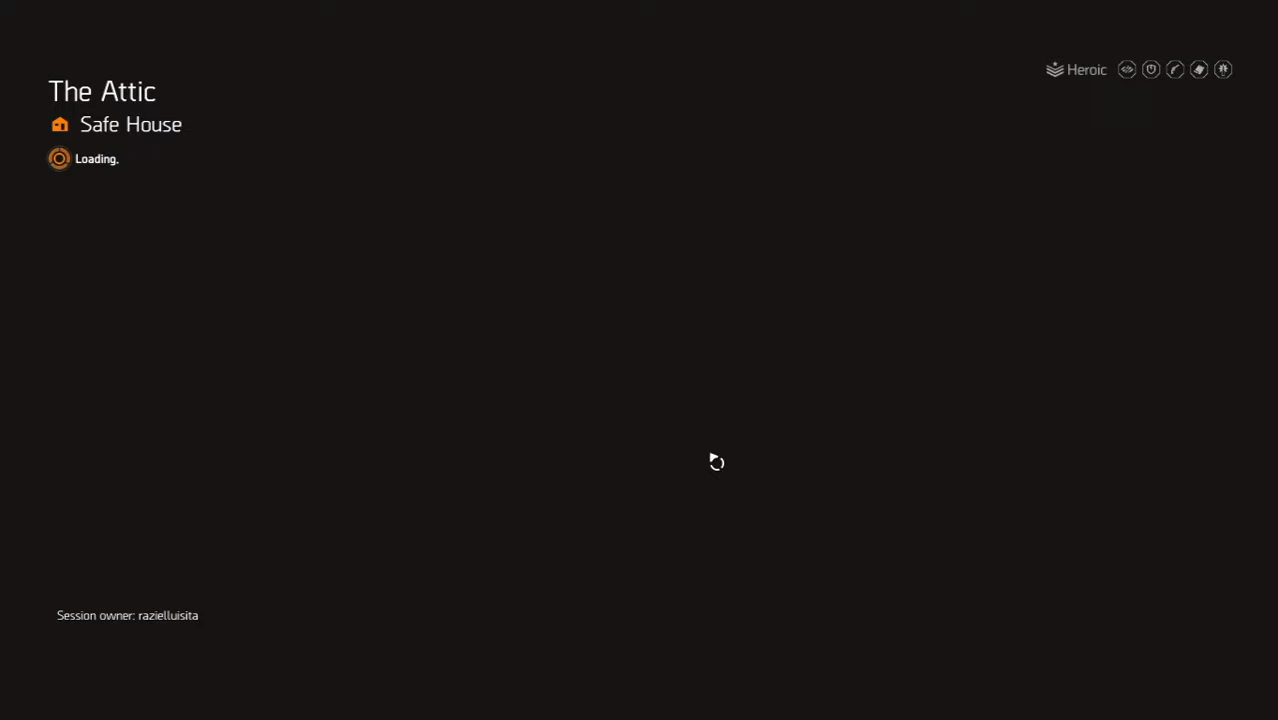 The Attic
Heroic
Safe House
Loading.
Session owner: razielluisita